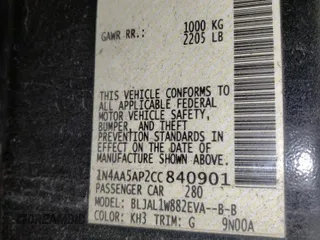 GAWR RR.: 1000 KG
2205 LB
THIS VEHICLE CONFORMS TO
ALL APPLICABLE FEDERAL
MOTOR VEHICLE SAFETY,
BUMPER, AND THEFT
PREVENTION STANDARDS IN
EFFECT ON THE DATE OF
MANUFACTURE SHOWN ABOVE.
1N4AA5AP2CC840901
PASSENGER CAR 280
MODEL: BLJAL1W882EVA--B-B
COLOR: KH3 TRIM: G 9N00A